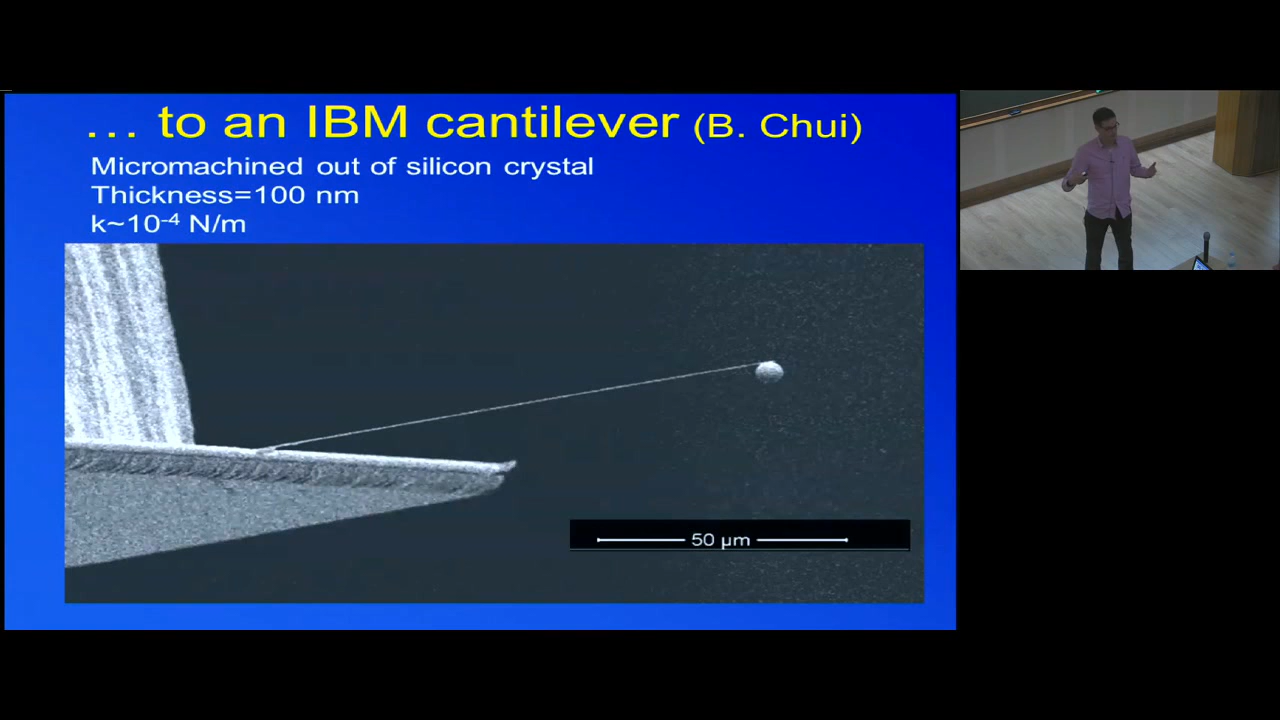 ... to an IBM cantilever (B. Chui)
Micromachined out of silicon crystal
Thickness=100 nm
k~10⁻⁴ N/m
50 µm